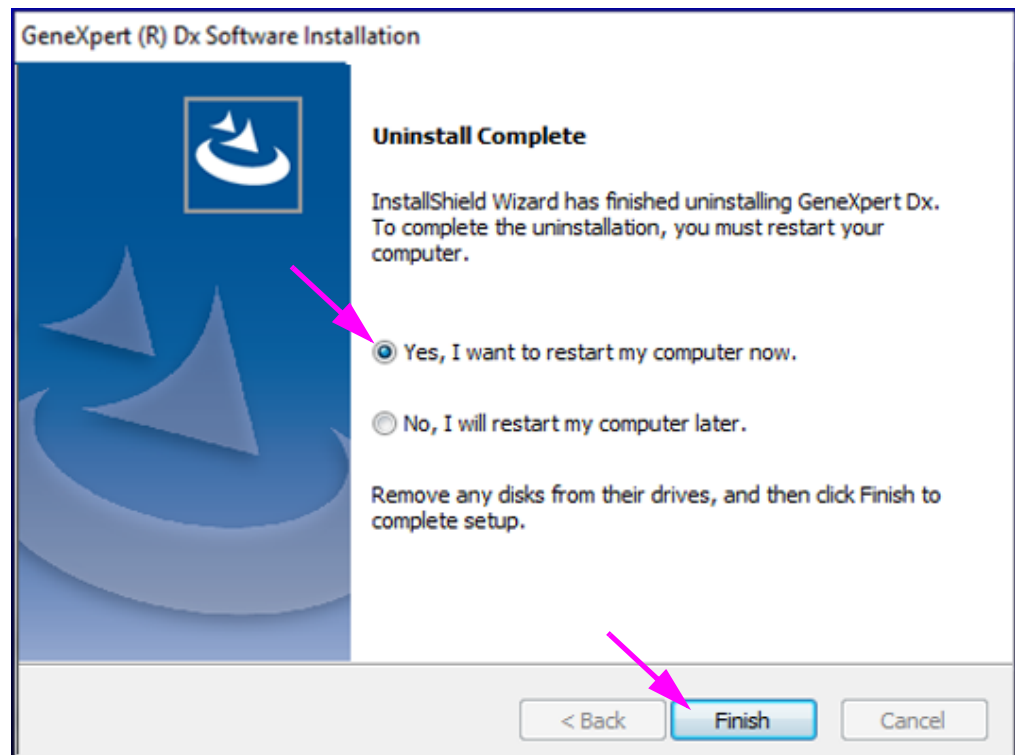 GeneXpert (R) Dx Software Installation
Uninstall Complete
InstallShield Wizard has finished uninstalling GeneXpert Dx.
To complete the uninstallation, you must restart your
computer.
Yes, I want to restart my computer now.
No, I will restart my computer later.
Remove any disks from their drives, and then click Finish to
complete setup.
< Back Finish Cancel